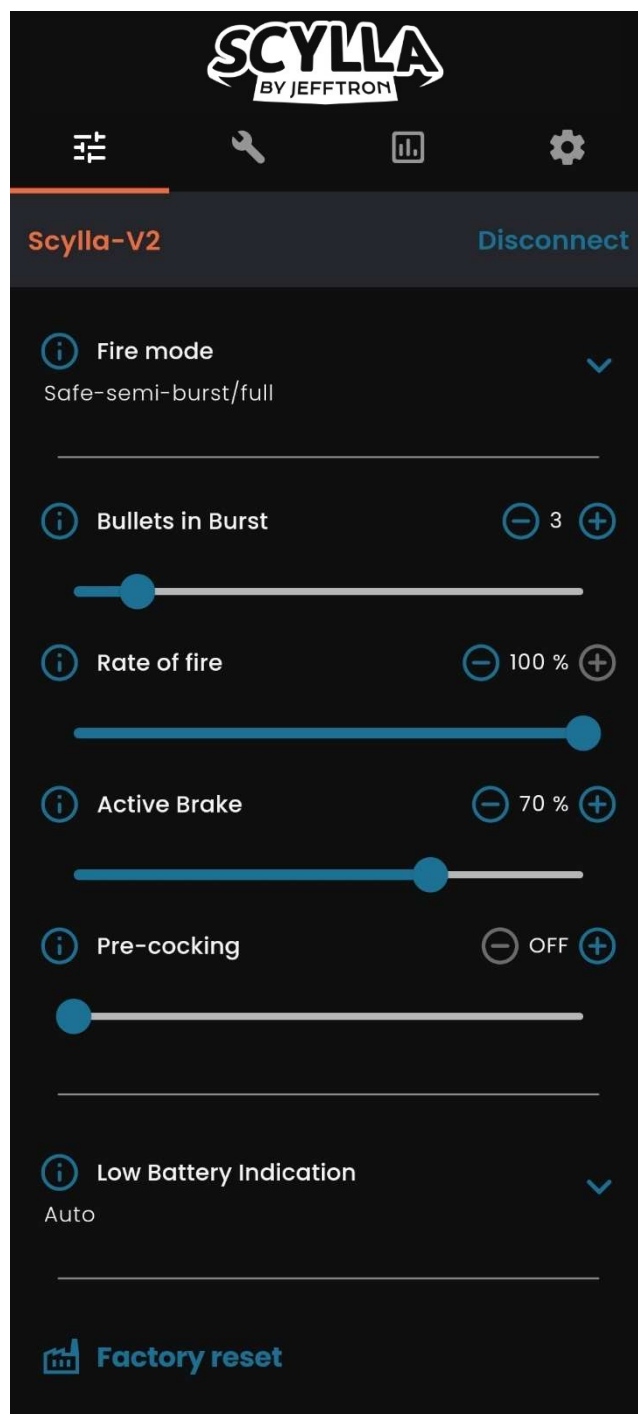 SCYLLA
BY JEFFTRON
Scylla-V2 Disconnect
Fire mode
Safe-semi-burst/full
Bullets in Burst 3
Rate of fire 100 %
Active Brake 70 %
Pre-cocking OFF
Low Battery Indication
Auto
Factory reset